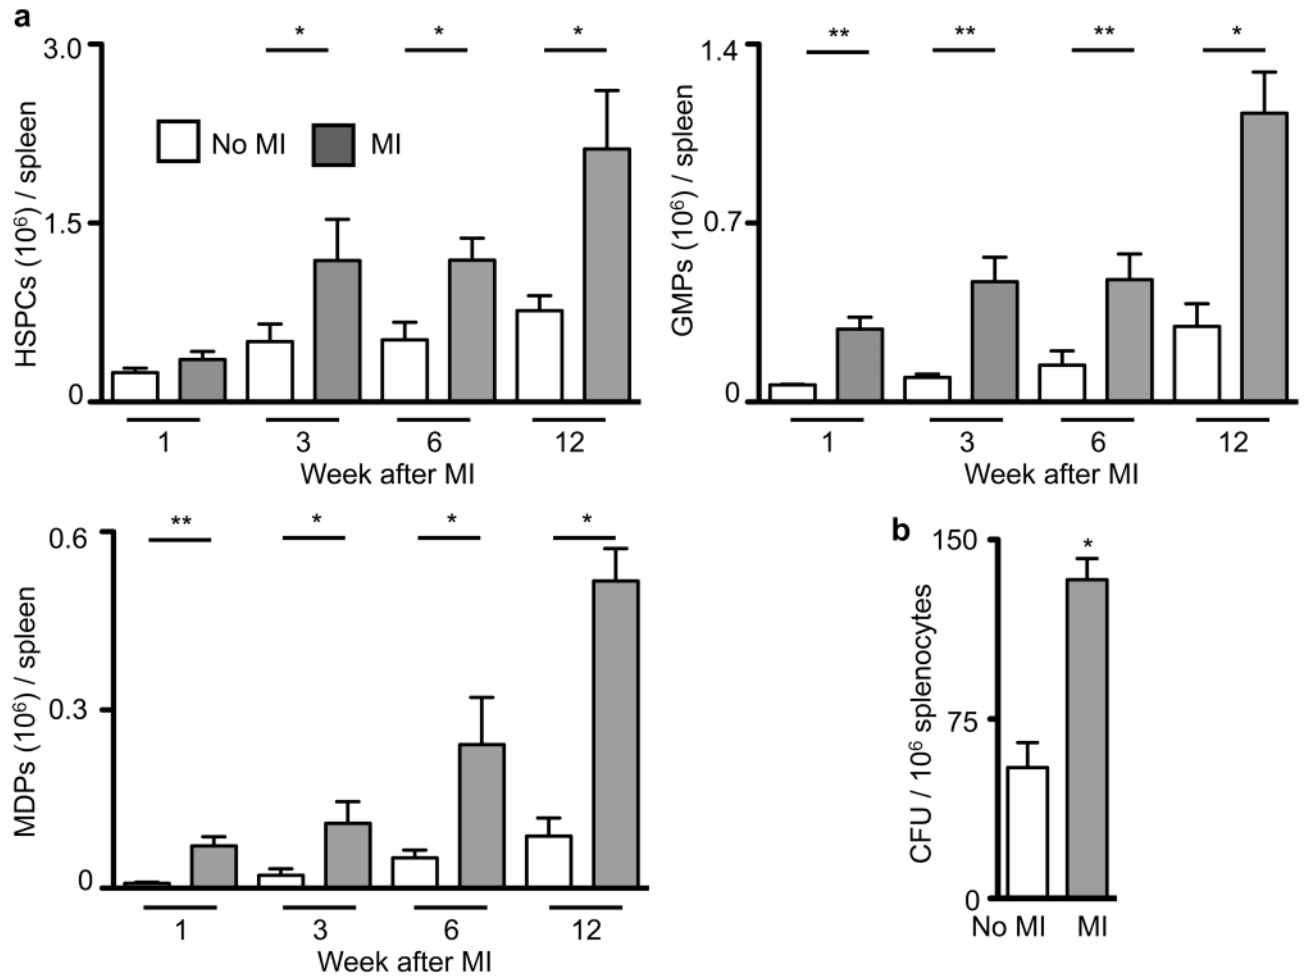 a
* * *
3.0
1.5
0
HSPCs (10⁶) / spleen
No MI MI
1 3 6 12
Week after MI
** ** ** *
1.4
0.7
0
GMPs (10⁶) / spleen
1 3 6 12
Week after MI
** * * *
0.6
0.3
0
MDPs (10⁶) / spleen
1 3 6 12
Week after MI
b
*
150
75
0
CFU / 10⁶ splenocytes
No MI MI